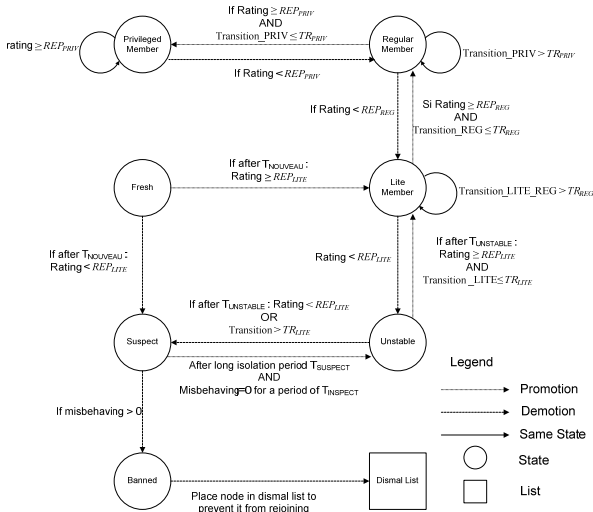 If Rating ≥ REP_PRIV
AND
Transition_PRIV ≤ TR_PRIV
rating ≥ REP_PRIV
Privileged
Member
Regular
Member
Transition_PRIV > TR_PRIV
If Rating < REP_PRIV
If Rating < REP_REG
Si Rating ≥ REP_REG
AND
Transition_REG ≤ TR_REG
Fresh
If after T_NOUVEAU :
Rating ≥ REP_LITE
Lite
Member
Transition_LITE_REG > TR_REG
If after T_NOUVEAU :
Rating < REP_LITE
Rating < REP_LITE
If after T_UNSTABLE :
Rating ≥ REP_LITE
AND
Transition _LITE ≤ TR_LITE
If after T_UNSTABLE : Rating < REP_LITE
OR
Transition > TR_LITE
Suspect
Unstable
After long isolation period T_SUSPECT
AND
Misbehaving=0 for a period of T_INSPECT
If misbehaving > 0
Banned
Dismal List
Place node in dismal list to
prevent it from rejoining
Legend
Promotion
Demotion
Same State
State
List